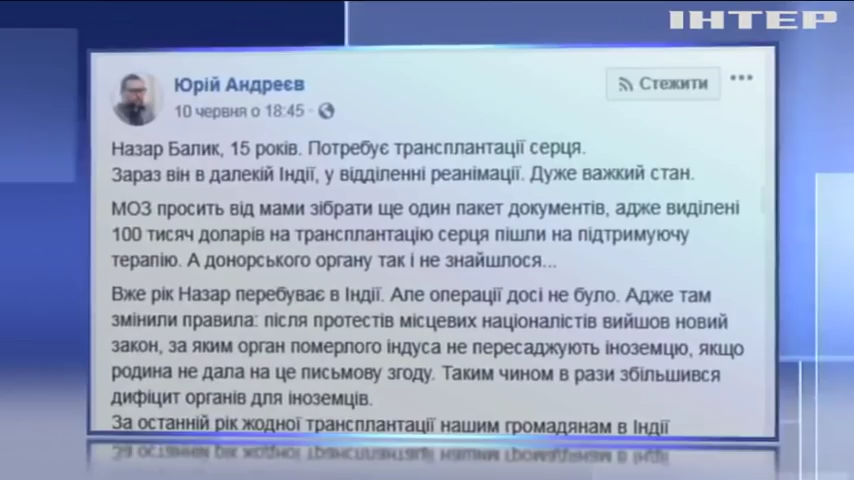 ІНТЕР
Юрій Андреєв
Стежити
10 червня о 18:45 ·
Назар Балик, 15 років. Потребує трансплантації серця.
Зараз він в далекій Індії, у відділенні реанімації. Дуже важкий стан.
МОЗ просить від мами зібрати ще один пакет документів, адже виділені
100 тисяч доларів на трансплантацію серця пішли на підтримуючу
терапію. А донорського органу так і не знайшлося...
Вже рік Назар перебуває в Індії. Але операції досі не було. Адже там
змінили правила: після протестів місцевих націоналістів вийшов новий
закон, за яким орган померлого індуса не пересаджують іноземцю, якщо
родина не дала на це письмову згоду. Таким чином в рази збільшився
дифіцит органів для іноземців.
За останній рік жодної трансплантації нашим громадянам в Індії